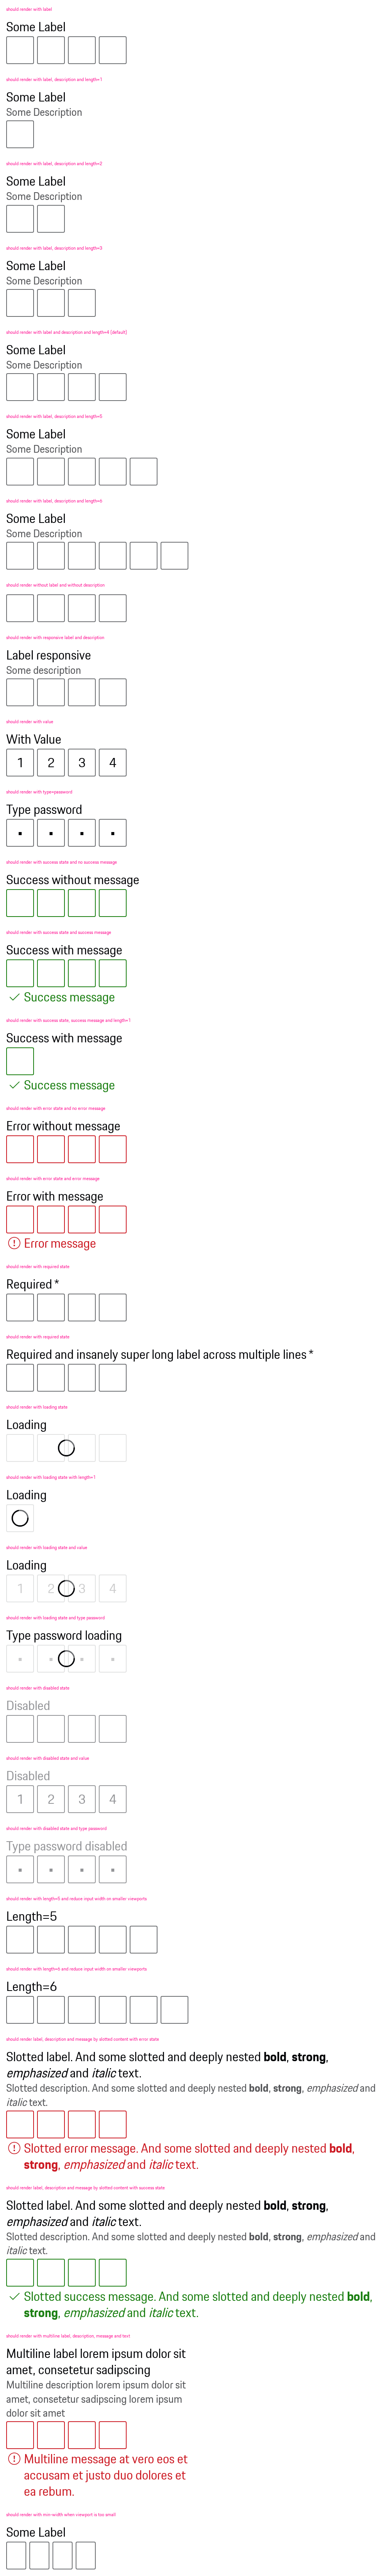 should render with label
Some Label
should render with label, description and length=1
Some Label
Some Description
should render with label, description and length=2
Some Label
Some Description
should render with label, description and length=3
Some Label
Some Description
should render with label and description and length=4 (default)
Some Label
Some Description
should render with label, description and length=5
Some Label
Some Description
should render with label, description and length=6
Some Label
Some Description
should render without label and without description
should render with responsive label and description
Label responsive
Some description
should render with value
With Value
1 2 3 4
should render with type=password
Type password
should render with success state and no success message
Success without message
should render with success state and success message
Success with message
Success message
should render with success state, success message and length=1
Success with message
Success message
should render with error state and no error message
Error without message
should render with error state and error message
Error with message
Error message
should render with required state
Required *
should render with required state
Required and insanely super long label across multiple lines *
should render with loading state
Loading
should render with loading state with length=1
Loading
should render with loading state and value
Loading
1 2 3 4
should render with loading state and type password
Type password loading
should render with disabled state
Disabled
should render with disabled state and value
Disabled
1 2 3 4
should render with disabled state and type password
Type password disabled
should render with length=5 and reduce input width on smaller viewports
Length=5
should render with length=6 and reduce input width on smaller viewports
Length=6
should render label, description and message by slotted content with error state
Slotted label. And some slotted and deeply nested bold, strong,
emphasized and italic text.
Slotted description. And some slotted and deeply nested bold, strong, emphasized and
italic text.
Slotted error message. And some slotted and deeply nested bold,
strong, emphasized and italic text.
should render label, description and message by slotted content with success state
Slotted label. And some slotted and deeply nested bold, strong,
emphasized and italic text.
Slotted description. And some slotted and deeply nested bold, strong, emphasized and
italic text.
Slotted success message. And some slotted and deeply nested bold,
strong, emphasized and italic text.
should render with multiline label, description, message and text
Multiline label lorem ipsum dolor sit
amet, consetetur sadipscing
Multiline description lorem ipsum dolor sit
amet, consetetur sadipscing lorem ipsum
dolor sit amet
Multiline message at vero eos et
accusam et justo duo dolores et
ea rebum.
should render with min-width when viewport is too small
Some Label